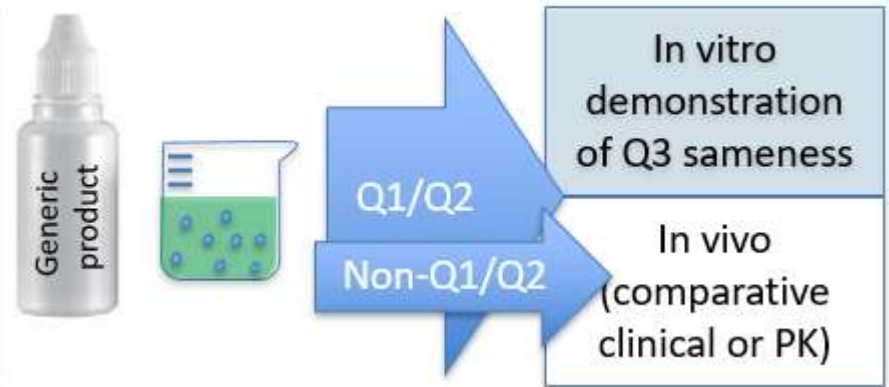 Generic
product
Q1/Q2
Non-Q1/Q2
In vitro
demonstration
of Q3 sameness
In vivo
(comparative
clinical or PK)